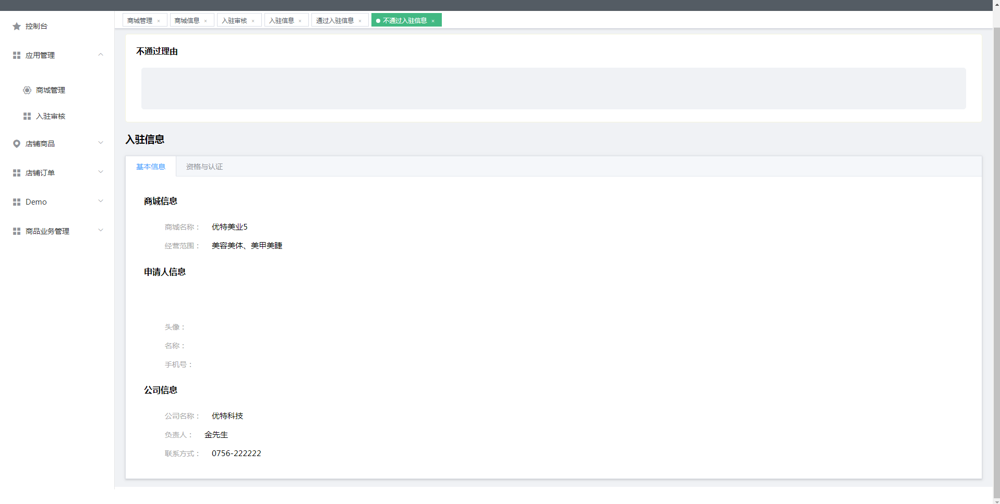 控制台
应用管理
商城管理
入驻审核
店铺商品
店铺订单
Demo
商品业务管理
商城管理 × 商城信息 × 入驻审核 × 入驻信息 × 通过入驻信息 × 不通过入驻信息 ×
不通过理由
入驻信息
基本信息 资格与认证
商城信息
商城名称： 优特美业5
经营范围： 美容美体、美甲美睫
申请人信息
头像：
名称：
手机号：
公司信息
公司名称： 优特科技
负责人： 金先生
联系方式： 0756-222222